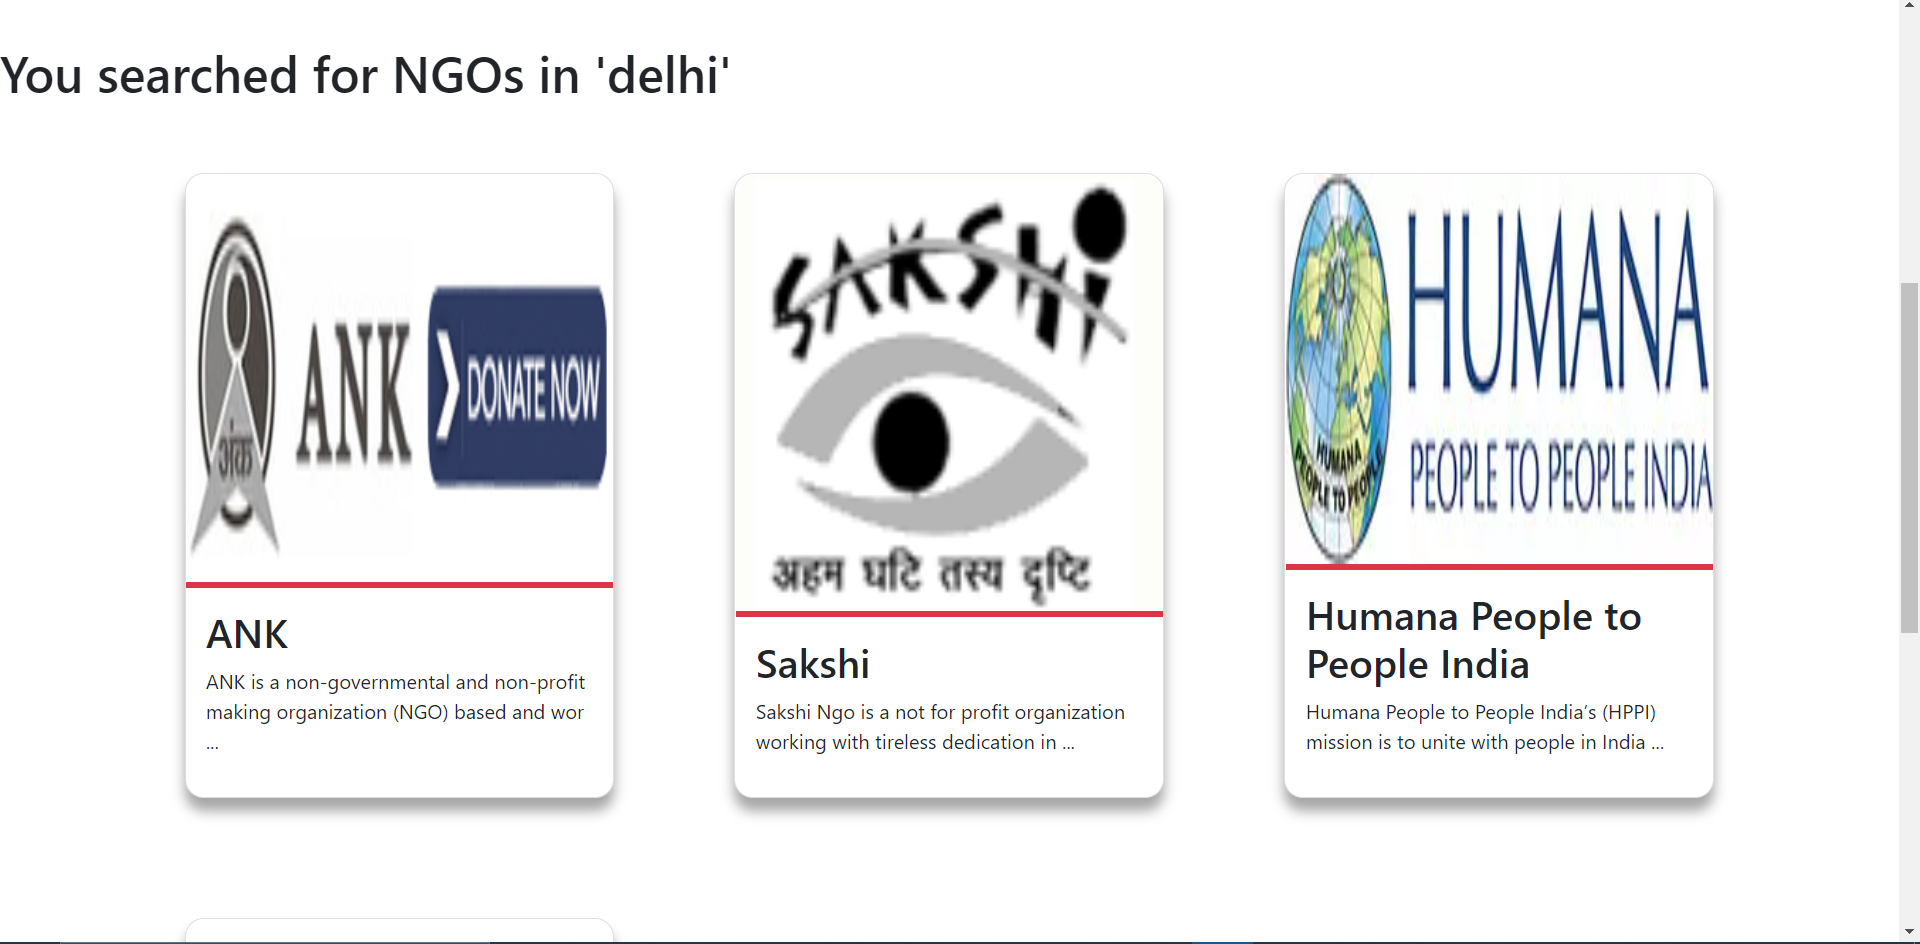 You searched for NGOs in 'delhi'
अंक
ANK
DONATE NOW
ANK
ANK is a non-governmental and non-profit
making organization (NGO) based and wor
...
SAKSHI
अहम घटि तस्य दृष्टि
Sakshi
Sakshi Ngo is a not for profit organization
working with tireless dedication in ...
HUMANA
PEOPLE TO PEOPLE
HUMANA
PEOPLE TO PEOPLE INDIA
Humana People to
People India
Humana People to People India’s (HPPI)
mission is to unite with people in India ...